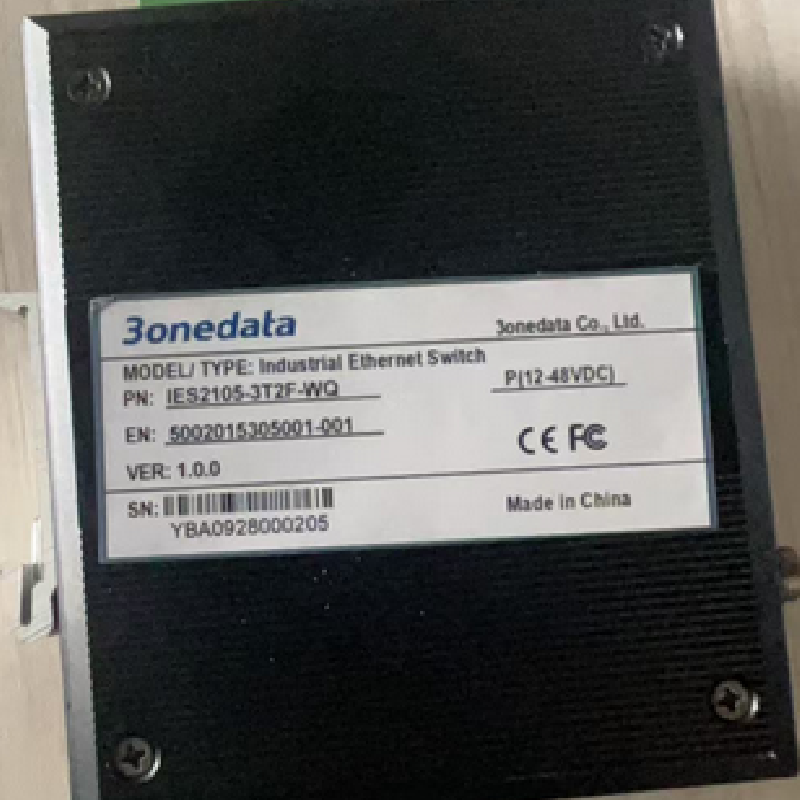 3onedata
3onedata Co., Ltd.
MODEL/ TYPE: Industrial Ethernet Switch
PN: IES2105-3T2F-WQ
P(12-48VDC)
EN: 5002015305001-001
CE FC
VER: 1.0.0
SN:
YBA0928000205
Made in China